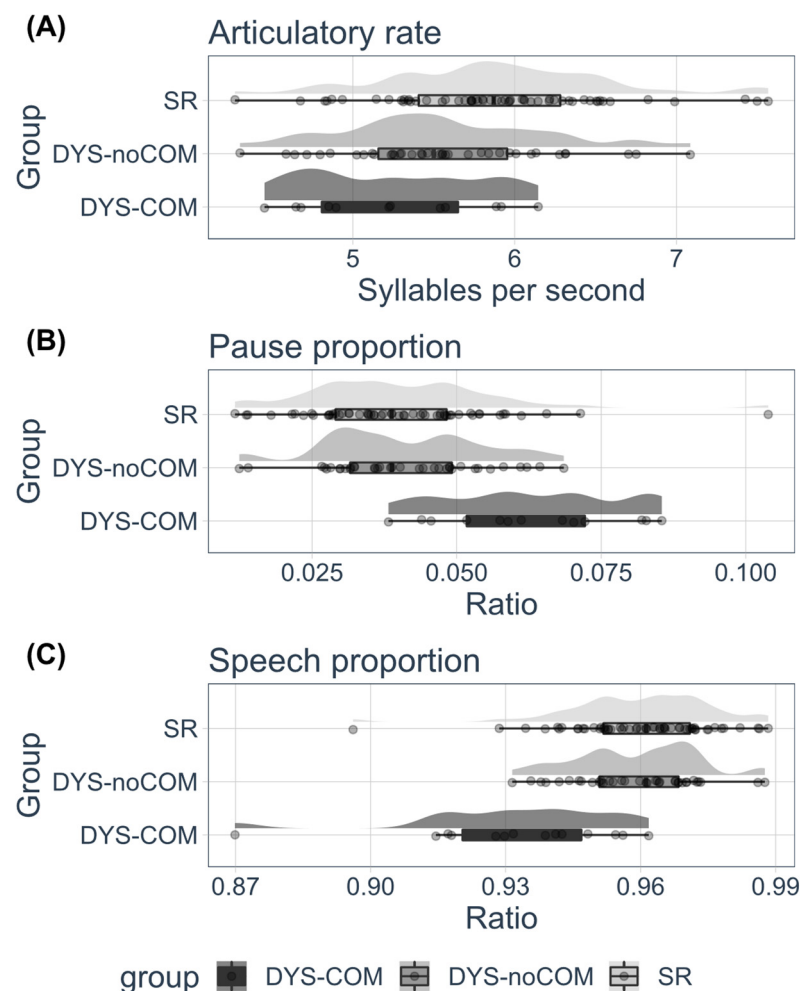 (A)
Articulatory rate
Group
SR
DYS-noCOM
DYS-COM
5 6 7
Syllables per second
(B)
Pause proportion
Group
SR
DYS-noCOM
DYS-COM
0.025 0.050 0.075 0.100
Ratio
(C)
Speech proportion
Group
SR
DYS-noCOM
DYS-COM
0.87 0.90 0.93 0.96 0.99
Ratio
group DYS-COM DYS-noCOM SR